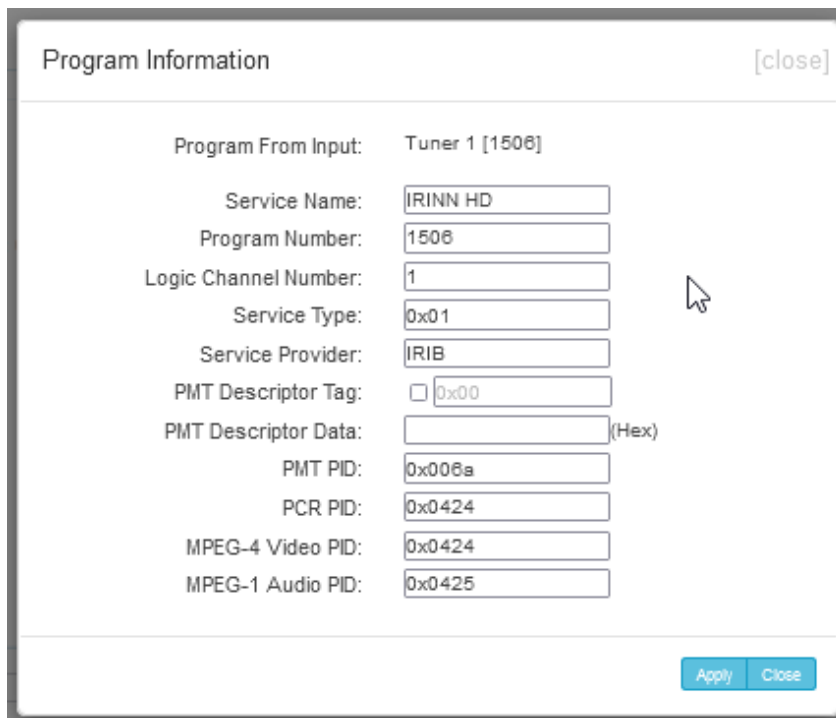 Program Information [close]
Program From Input: Tuner 1 [1506]
Service Name: IRINN HD
Program Number: 1506
Logic Channel Number: 1
Service Type: 0x01
Service Provider: IRIB
PMT Descriptor Tag: 0x00
PMT Descriptor Data: (Hex)
PMT PID: 0x006a
PCR PID: 0x0424
MPEG-4 Video PID: 0x0424
MPEG-1 Audio PID: 0x0425
Apply Close